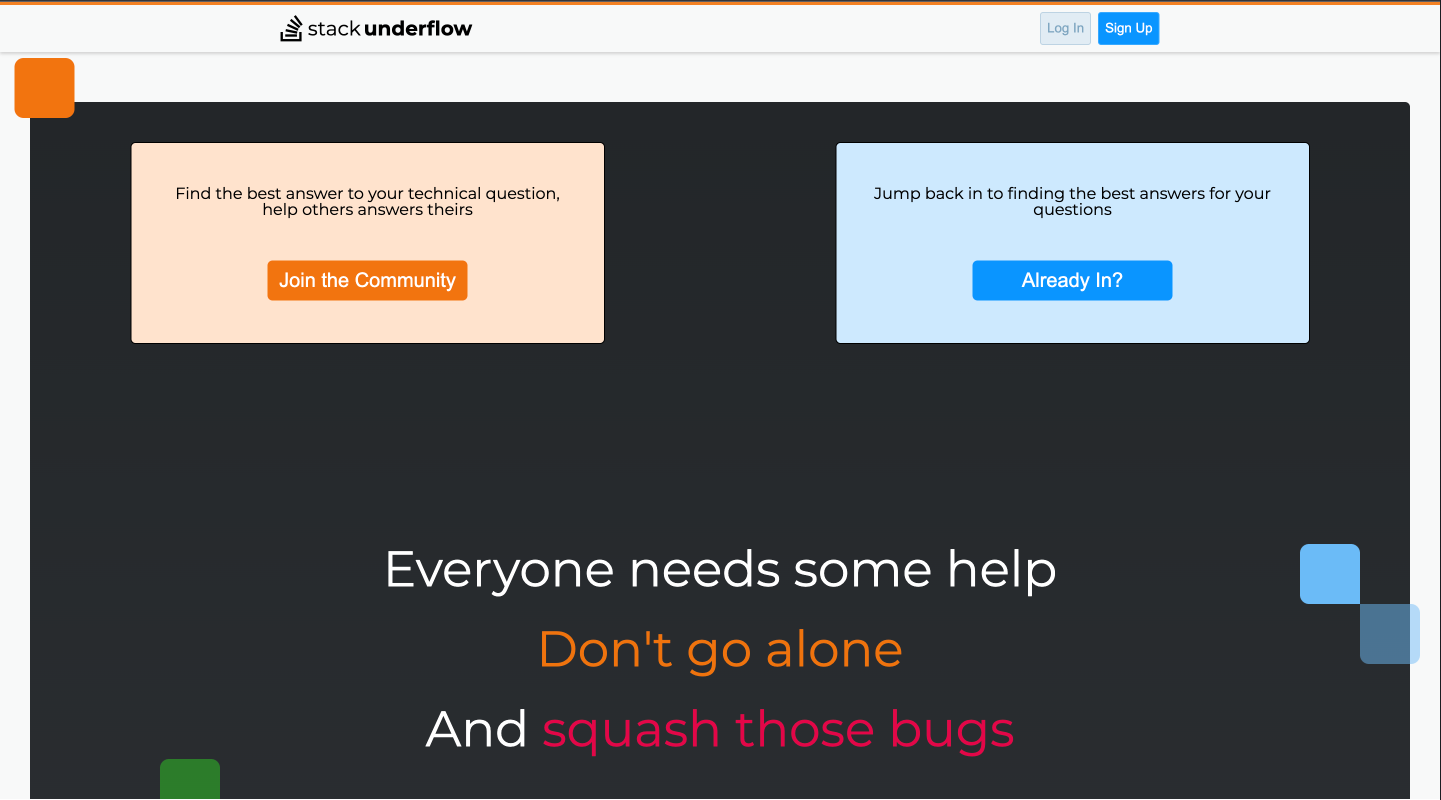 stack underflow
Log In
Sign Up
Find the best answer to your technical question,
help others answers theirs
Join the Community
Jump back in to finding the best answers for your
questions
Already In?
Everyone needs some help
Don't go alone
And squash those bugs